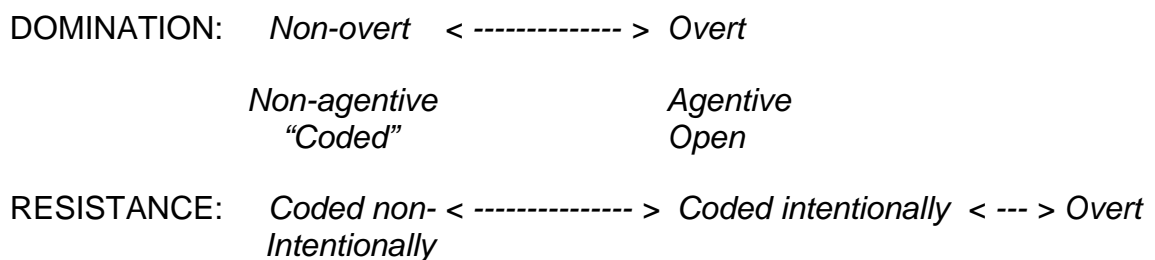 DOMINATION: Non-overt < -------------- > Overt
Non-agentive Agentive
“Coded” Open
RESISTANCE: Coded non- < --------------- > Coded intentionally < --- > Overt
Intentionally